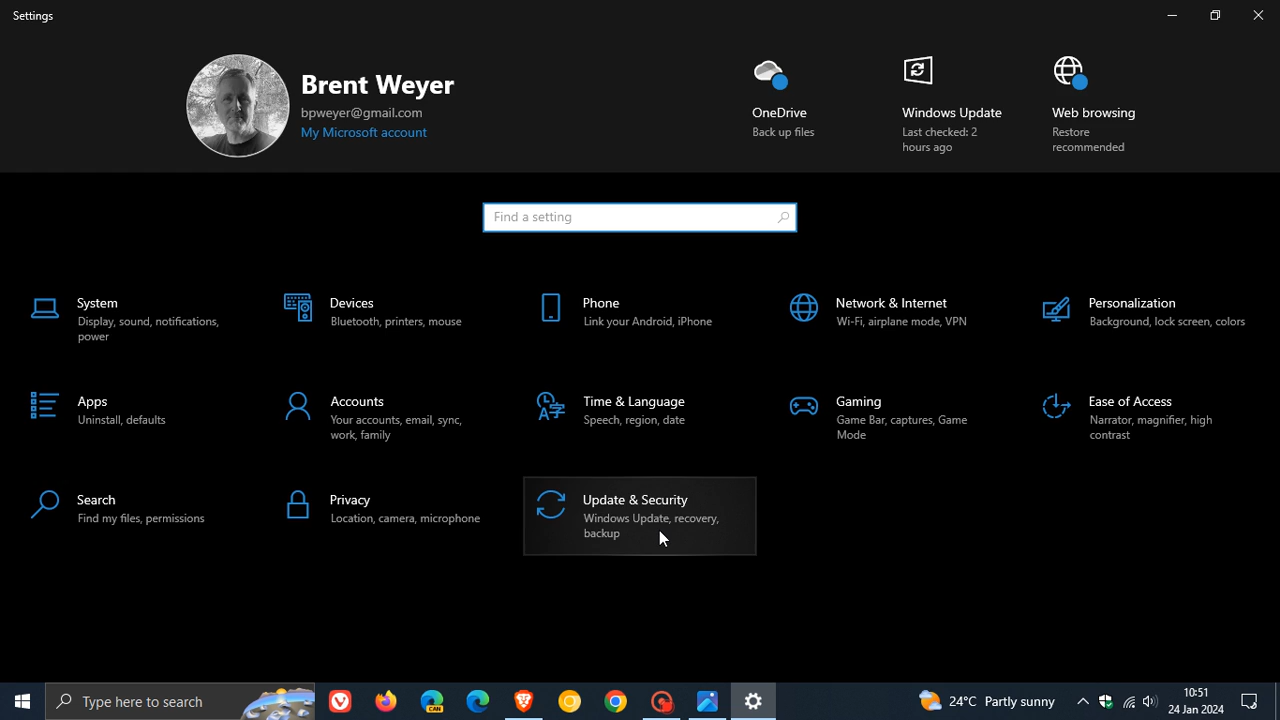 Settings
Brent Weyer
bpweyer@gmail.com
My Microsoft account
OneDrive
Back up files
Windows Update
Last checked: 2
hours ago
Web browsing
Restore
recommended
Find a setting
System
Display, sound, notifications,
power
Devices
Bluetooth, printers, mouse
Phone
Link your Android, iPhone
Network & Internet
Wi-Fi, airplane mode, VPN
Personalization
Background, lock screen, colors
Apps
Uninstall, defaults
Accounts
Your accounts, email, sync,
work, family
Time & Language
Speech, region, date
Gaming
Game Bar, captures, Game
Mode
Ease of Access
Narrator, magnifier, high
contrast
Search
Find my files, permissions
Privacy
Location, camera, microphone
Update & Security
Windows Update, recovery,
backup
Type here to search
CAN
24°C Partly sunny
10:51
24 Jan 2024